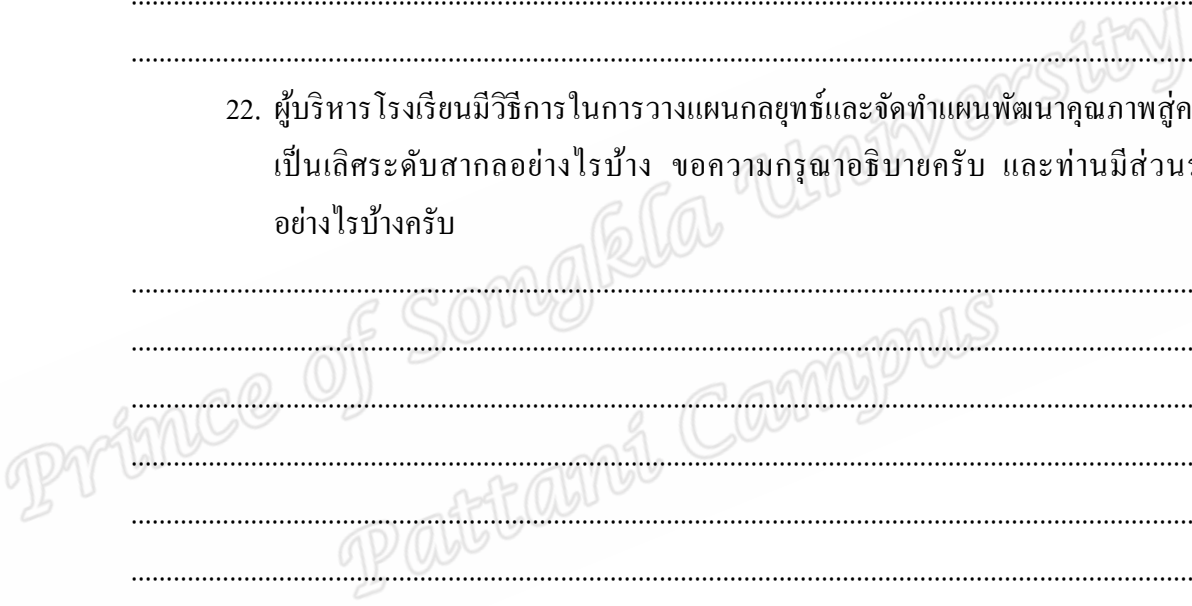 22. ผู้บริหารโรงเรียนมีวิธีการในการวางแผนกลยุทธ์และจัดทำแผนพัฒนาคุณภาพสู่ค
เป็นเลิศระดับสากลอย่างไรบ้าง ขอความกรุณาอธิบายครับ และท่านมีส่วนร
อย่างไรบ้างครับ
Prince of Songkla University
Pattani Campus